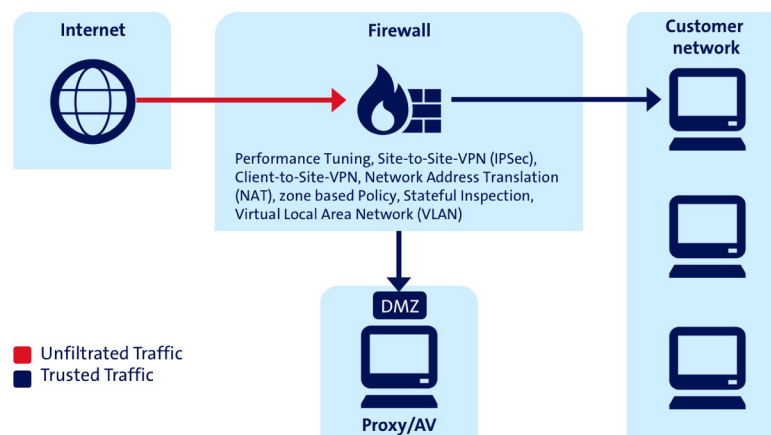 Internet
Firewall
Customer
network
Performance Tuning, Site-to-Site-VPN (IPSec),
Client-to-Site-VPN, Network Address Translation
(NAT), zone based Policy, Stateful Inspection,
Virtual Local Area Network (VLAN)
DMZ
Proxy/AV
Unfiltrated Traffic
Trusted Traffic